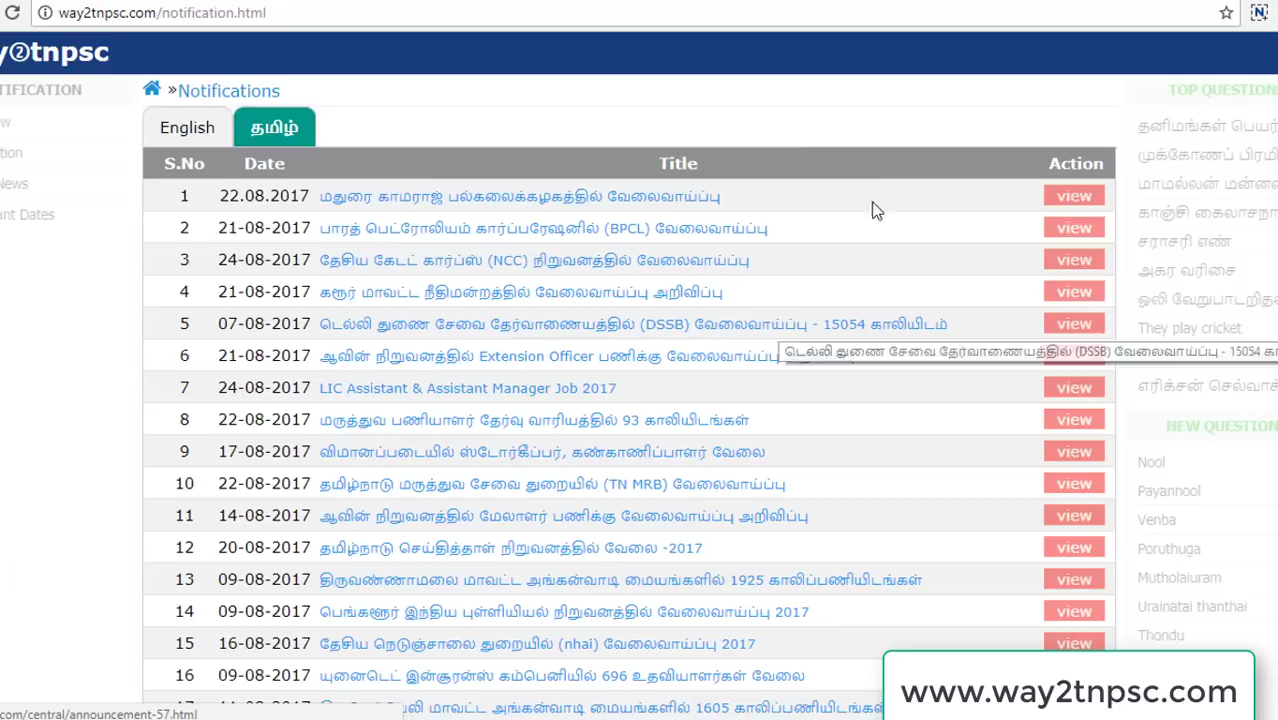 way2tnpsc.com/notification.html
y②tnpsc
TIFICATION
»Notifications
TOP QUESTION
English
தமிழ்
S.No Date Title Action
1 22.08.2017 மதுரை காமராஜ் பல்கலைக்கழகத்தில் வேலைவாய்ப்பு view
2 21-08-2017 பாரத் பெட்ரோலியம் கார்ப்பரேஷனில் (BPCL) வேலைவாய்ப்பு view
3 24-08-2017 தேசிய கேடட் கார்ப்ஸ் (NCC) நிறுவனத்தில் வேலைவாய்ப்பு view
4 21-08-2017 கரூர் மாவட்ட நீதிமன்றத்தில் வேலைவாய்ப்பு அறிவிப்பு view
5 07-08-2017 டெல்லி துணை சேவை தேர்வாணையத்தில் (DSSB) வேலைவாய்ப்பு - 15054 காலியிடம் view
டெல்லி துணை சேவை தேர்வாணையத்தில் (DSSB) வேலைவாய்ப்பு - 15054 கா
6 21-08-2017 ஆவின் நிறுவனத்தில் Extension Officer பணிக்கு வேலைவாய்ப்பு
7 24-08-2017 LIC Assistant & Assistant Manager Job 2017 view
8 22-08-2017 மருத்துவ பணியாளர் தேர்வு வாரியத்தில் 93 காலியிடங்கள் view
9 17-08-2017 விமானப்படையில் ஸ்டோர்கீப்பர், கண்காணிப்பாளர் வேலை view
10 22-08-2017 தமிழ்நாடு மருத்துவ சேவை துறையில் (TN MRB) வேலைவாய்ப்பு view
11 14-08-2017 ஆவின் நிறுவனத்தில் மேலாளர் பணிக்கு வேலைவாய்ப்பு அறிவிப்பு view
12 20-08-2017 தமிழ்நாடு செய்தித்தாள் நிறுவனத்தில் வேலை -2017 view
13 09-08-2017 திருவண்ணாமலை மாவட்ட அங்கன்வாடி மையங்களில் 1925 காலிப்பணியிடங்கள் view
14 09-08-2017 பெங்களூர் இந்திய புள்ளியியல் நிறுவனத்தில் வேலைவாய்ப்பு 2017 view
15 16-08-2017 தேசிய நெடுஞ்சாலை துறையில் (nhai) வேலைவாய்ப்பு 2017 view
16 09-08-2017 யுனைடெட் இன்சூரன்ஸ் கம்பெனியில் 696 உதவியாளர்கள் வேலை
மாவட்ட அங்கன்வாடி மையங்களில் 1605 காலிப்பணியிடங்கள்
w
tion
News
ant Dates
தனிமங்கள் பெயர்
முக்கோணப் பிரமி
மாமல்லன் மன்ன
காஞ்சி கைலாசநா
சராசரி எண்
அகர வரிசை
ஒலி வேறுபாடறித
They play cricket
எரிக்சன் செல்வாக்
NEW QUESTION
Nool
Payannool
Venba
Poruthuga
Mutholaiuram
Urainatai thanthai
Thondu
www.way2tnpsc.com
com/central/announcement-57.html